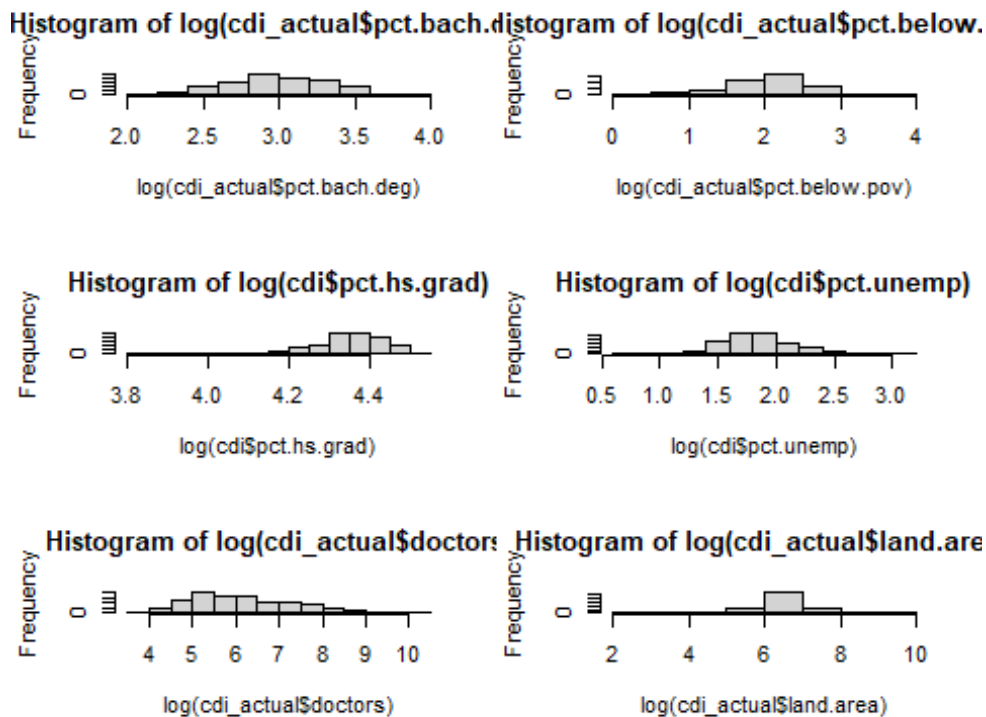 Histogram of log(cdi_actual$pct.bach.d
Frequency
0
2.0 2.5 3.0 3.5 4.0
log(cdi_actual$pct.bach.deg)
Histogram of log(cdi_actual$pct.below.
Frequency
0
0 1 2 3 4
log(cdi_actual$pct.below.pov)
Histogram of log(cdi$pct.hs.grad)
Frequency
0
3.8 4.0 4.2 4.4
log(cdi$pct.hs.grad)
Histogram of log(cdi$pct.unemp)
Frequency
0
0.5 1.0 1.5 2.0 2.5 3.0
log(cdi$pct.unemp)
Histogram of log(cdi_actual$doctors
Frequency
0
4 5 6 7 8 9 10
log(cdi_actual$doctors)
Histogram of log(cdi_actual$land.are
Frequency
0
2 4 6 8 10
log(cdi_actual$land.area)